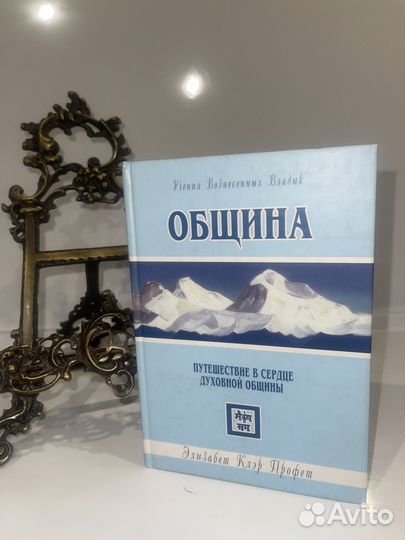 Учения Вознесенных Владык
ОБЩИНА
ПУТЕШЕСТВИЕ В СЕРДЦЕ
ДУХОВНОЙ ОБЩИНЫ
Элизабет Клэр Профет
Avito